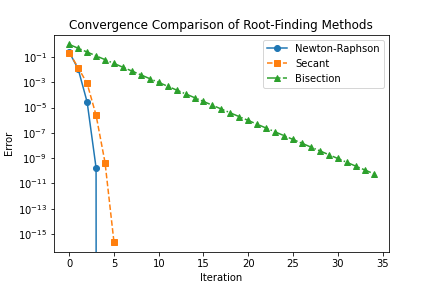 Convergence Comparison of Root-Finding Methods
Newton-Raphson
Secant
Bisection
Error
10⁻¹
10⁻³
10⁻⁵
10⁻⁷
10⁻⁹
10⁻¹¹
10⁻¹³
10⁻¹⁵
0 5 10 15 20 25 30 35
Iteration